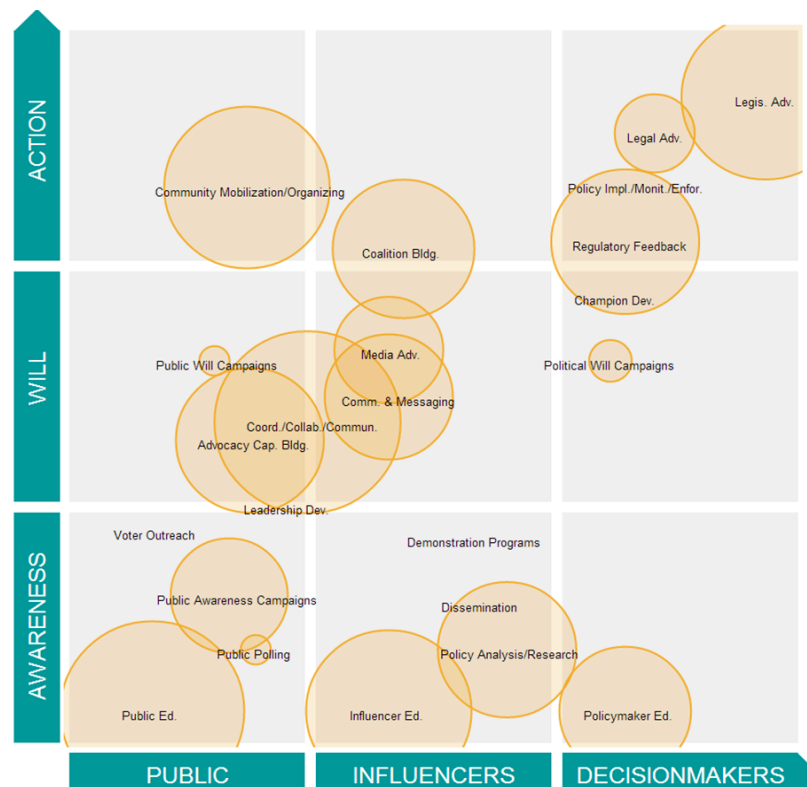 ACTION
Legis. Adv.
Legal Adv.
Community Mobilization/Organizing
Policy Impl./Monit./Enfor.
Coalition Bldg.
Regulatory Feedback
WILL
Champion Dev.
Public Will Campaigns
Media Adv.
Political Will Campaigns
Comm. & Messaging
Coord./Collab./Commun.
Advocacy Cap. Bldg.
Leadership Dev.
AWARENESS
Voter Outreach
Demonstration Programs
Public Awareness Campaigns
Dissemination
Public Polling
Policy Analysis/Research
Public Ed.
Influencer Ed.
Policymaker Ed.
PUBLIC
INFLUENCERS
DECISIONMAKERS